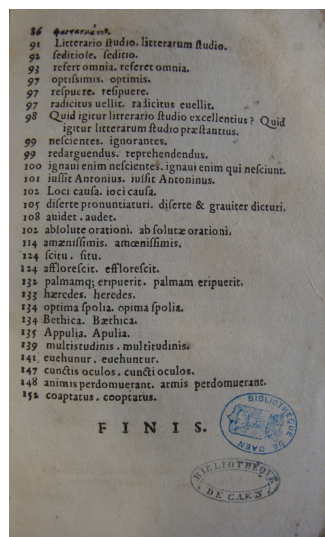 86 φαντασμάτων.
91 Litterario ſtudio. litterarum ſtudio.
92 ſeditiole. ſeditio.
93 refert omnia. referet omnia.
97 optiſſimis. optimis.
97 reſpuere. reſipuere.
97 radicitus uellit. radicitus euellit.
98 Quid igitur litterario ſtudio excellentius? Quid
igitur litterarum ſtudio præſtantius.
99 neſcientes. ignorantes.
99 redarguendus. reprehendendus.
100 ignaui enim neſcientes. ignaui enim qui neſciunt.
101 iuſſit Antonius. iuſſit Antoninus.
102 Loci cauſa. ioci cauſa.
105 diſerte pronuntiaturi. diſerte & grauiter dicturi.
108 auidet. audet.
102 abſolute orationi. abſolutæ orationi.
114 amæniſſimis. amœniſſimis.
124 ſcitu. ſitu.
124 affloreſcit. effloreſcit.
132 palmamq; eripuerit. palmam eripuerit.
133 hæredes. heredes.
134 optima ſpolia. opima ſpolia.
134 Bethica. Bæthica.
135 Appulia. Apulia.
139 multistudinis. multitudinis.
141 euehunur. euehuntur.
147 cunctis oculos. cuncti oculos.
148 animis perdomuerant. armis perdomuerant.
152 coaptatus. cooptatus.
FINIS.
BIBLIOTHEQUE DE CAEN
BIBLIOTHÈQUE
DE CAEN